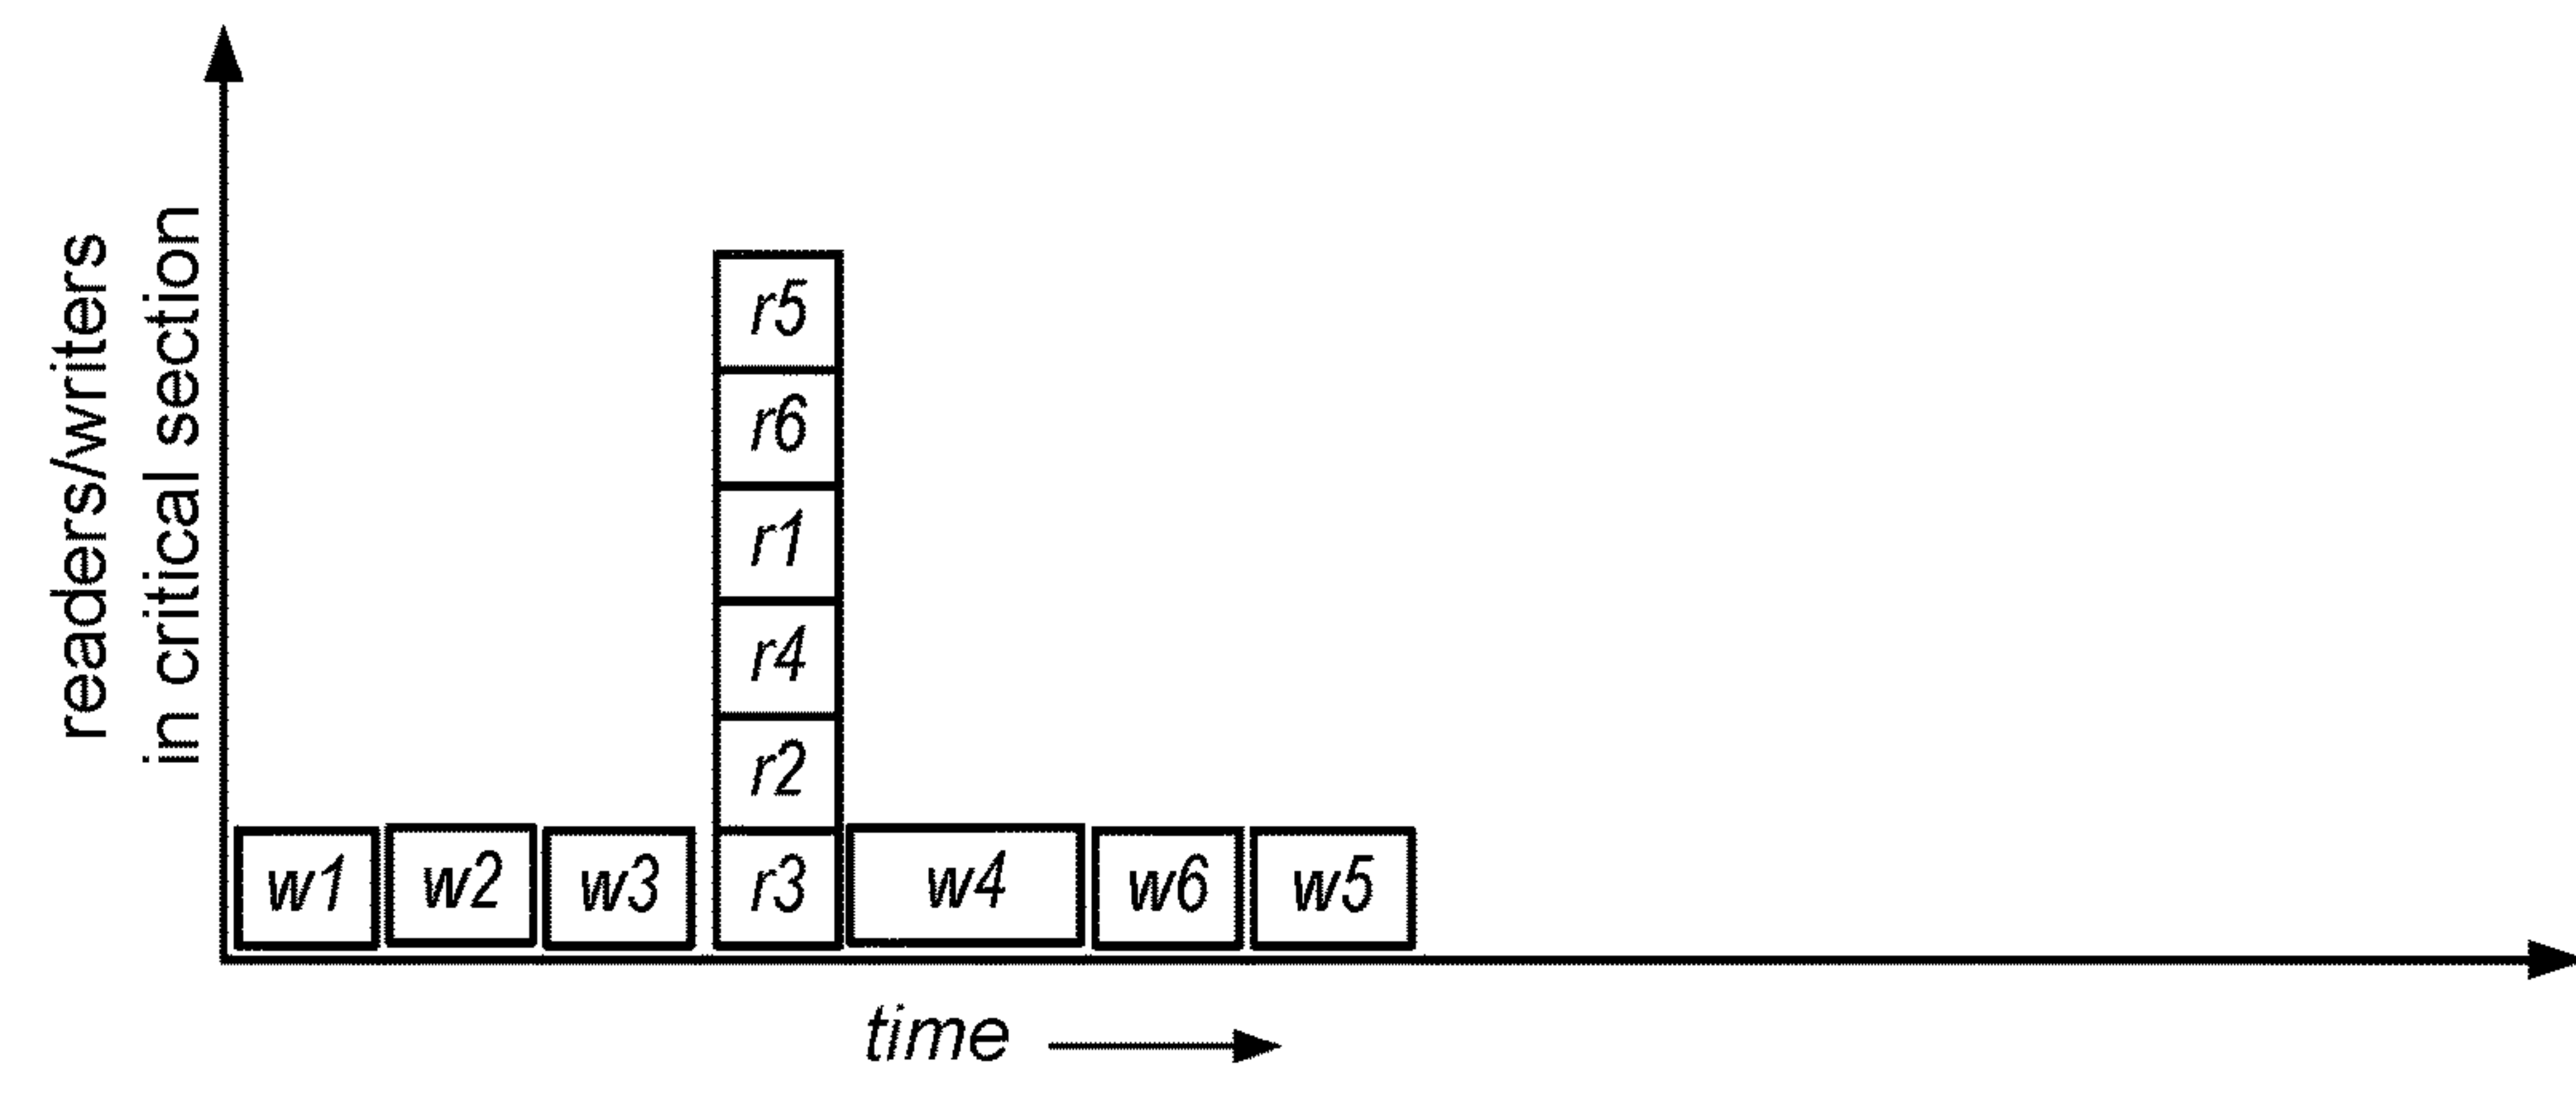 readers/writers
in critical section
r5
r6
r1
r4
r2
w1 w2 w3 r3 w4 w6 w5
time